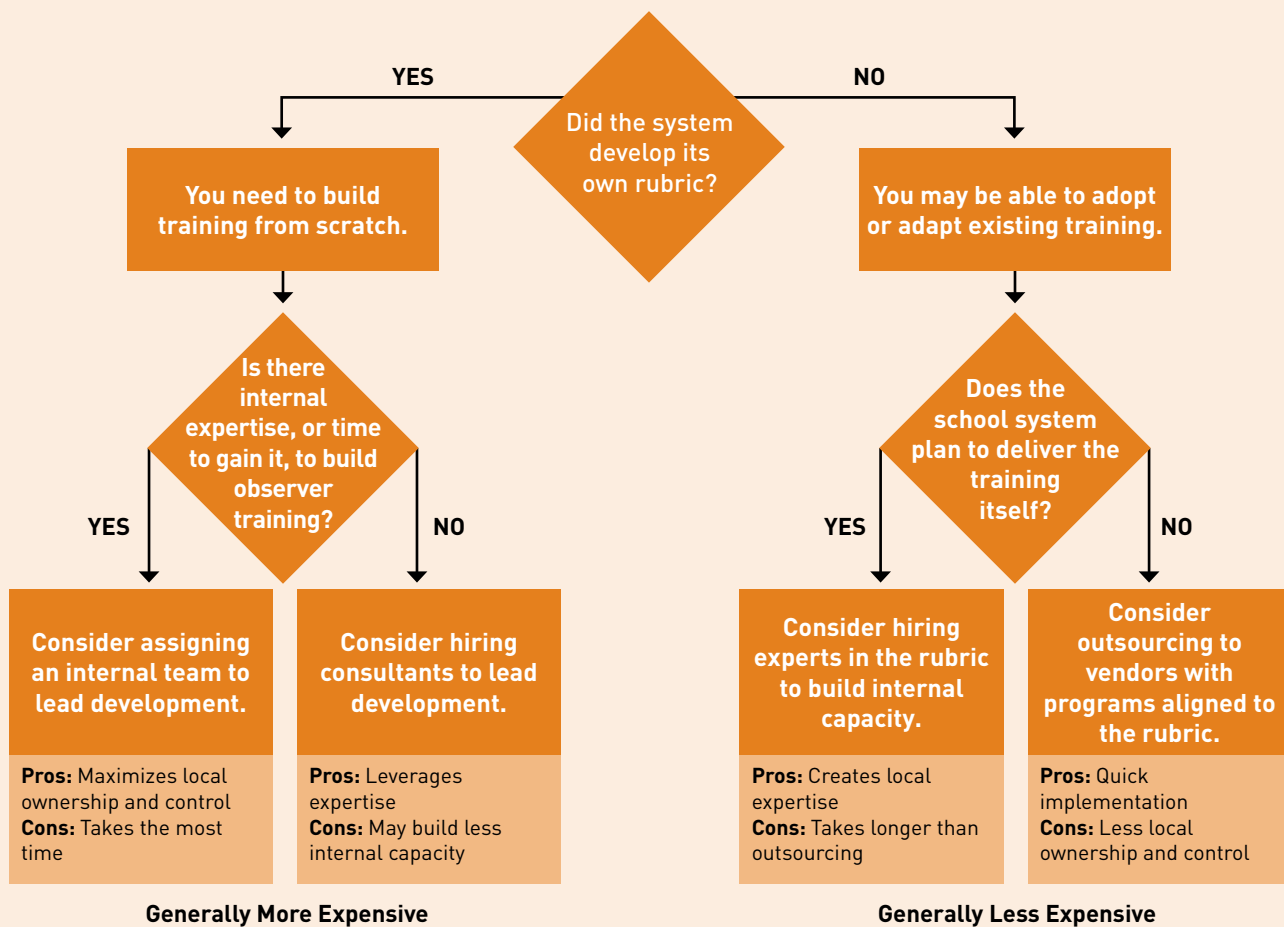 YES
NO
Did the system
develop its
own rubric?
You need to build
training from scratch.
You may be able to adopt
or adapt existing training.
Is there
internal
expertise, or time
to gain it, to build
observer
training?
Does the
school system
plan to deliver the
training
itself?
YES
NO
YES
NO
Consider assigning
an internal team to
lead development.
Pros: Maximizes local
ownership and control
Cons: Takes the most
time
Consider hiring
consultants to lead
development.
Pros: Leverages
expertise
Cons: May build less
internal capacity
Consider hiring
experts in the rubric
to build internal
capacity.
Pros: Creates local
expertise
Cons: Takes longer than
outsourcing
Consider
outsourcing to
vendors with
programs aligned to
the rubric.
Pros: Quick
implementation
Cons: Less local
ownership and control
Generally More Expensive
Generally Less Expensive